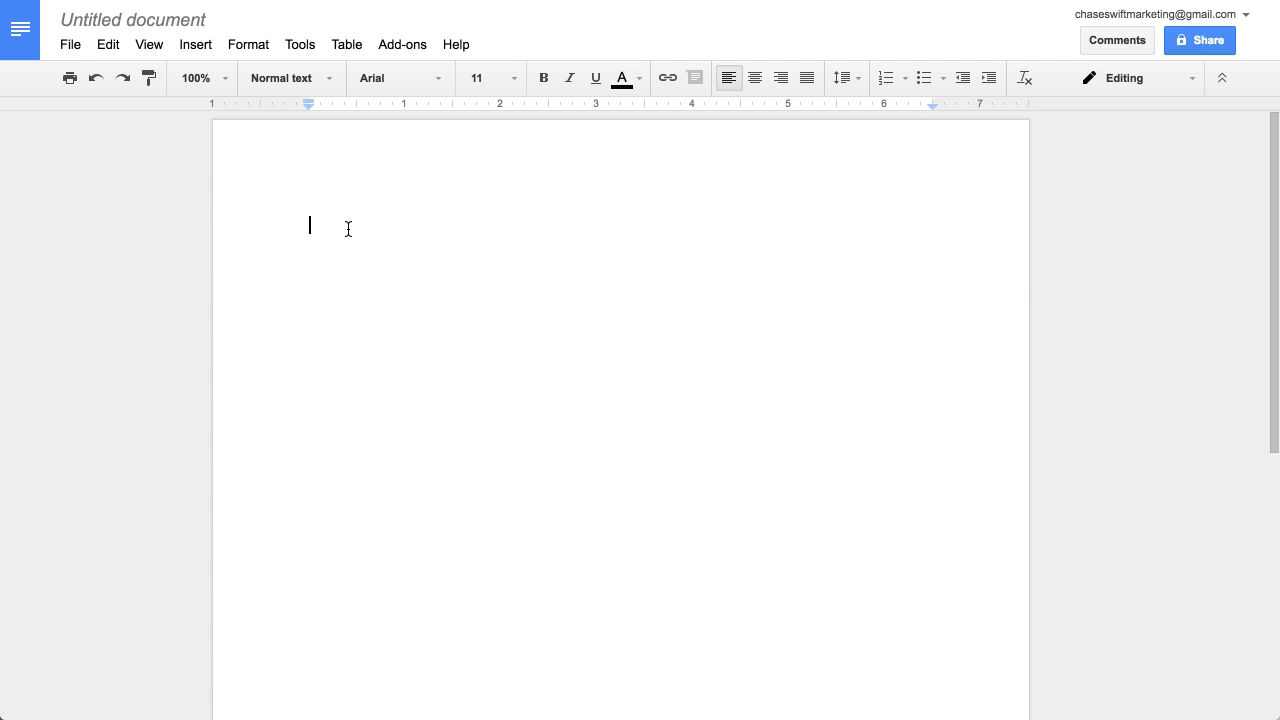 Untitled document
chaseswiftmarketing@gmail.com
File Edit View Insert Format Tools Table Add-ons Help
Comments Share
100% Normal text Arial 11 B I U A Editing
1 1 2 3 4 5 6 7